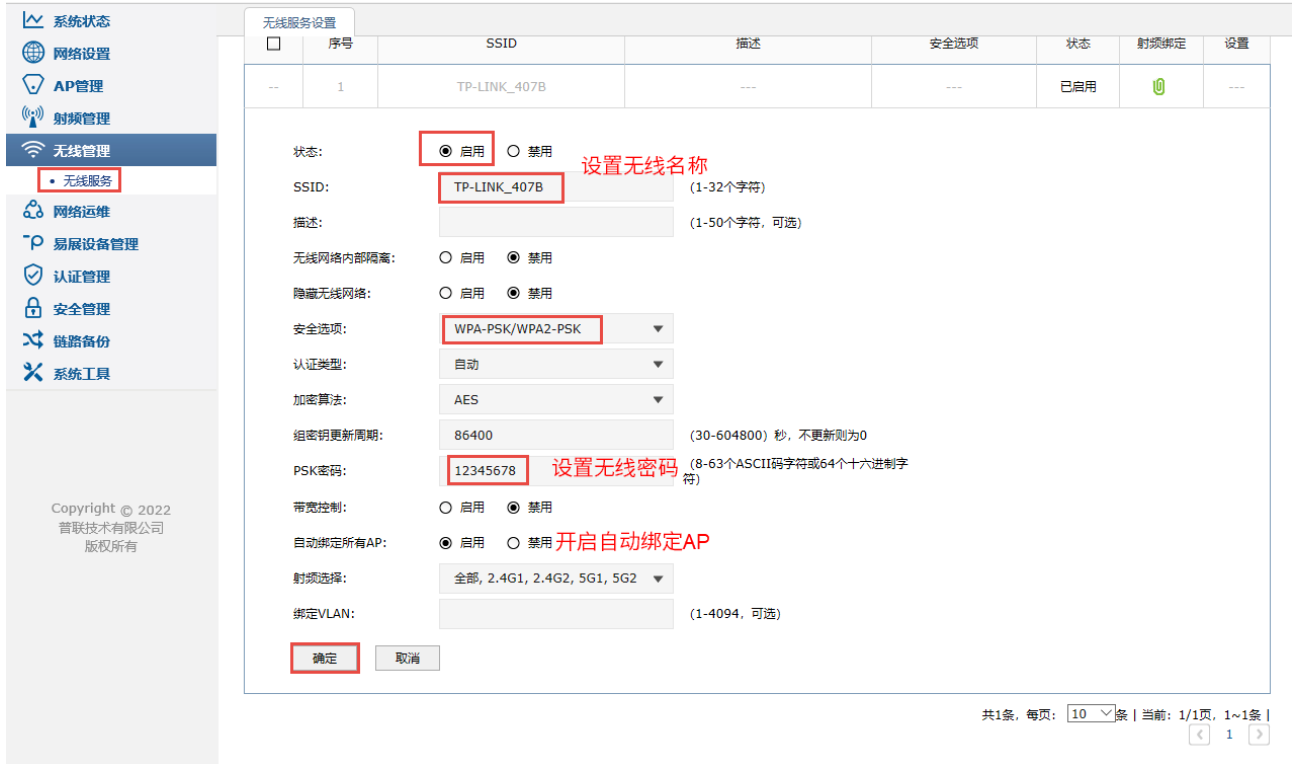 系统状态
网络设置
AP管理
射频管理
无线管理
• 无线服务
网络运维
易展设备管理
认证管理
安全管理
链路备份
系统工具
Copyright © 2022
普联技术有限公司
版权所有
无线服务设置
序号 SSID 描述 安全选项 状态 射频绑定 设置
-- 1 TP-LINK_407B --- --- 已启用 ---
状态: 启用 禁用
设置无线名称
SSID: TP-LINK_407B (1-32个字符)
描述: (1-50个字符，可选)
无线网络内部隔离: 启用 禁用
隐藏无线网络: 启用 禁用
安全选项: WPA-PSK/WPA2-PSK
认证类型: 自动
加密算法: AES
组密钥更新周期: 86400 (30-604800) 秒，不更新则为0
PSK密码: 12345678 设置无线密码 (8-63个ASCII码字符或64个十六进制字
符)
带宽控制: 启用 禁用
自动绑定所有AP: 启用 禁用 开启自动绑定AP
射频选择: 全部, 2.4G1, 2.4G2, 5G1, 5G2
绑定VLAN: (1-4094，可选)
确定 取消
共1条，每页: 10 条 | 当前: 1/1页，1~1条 |
< 1 >